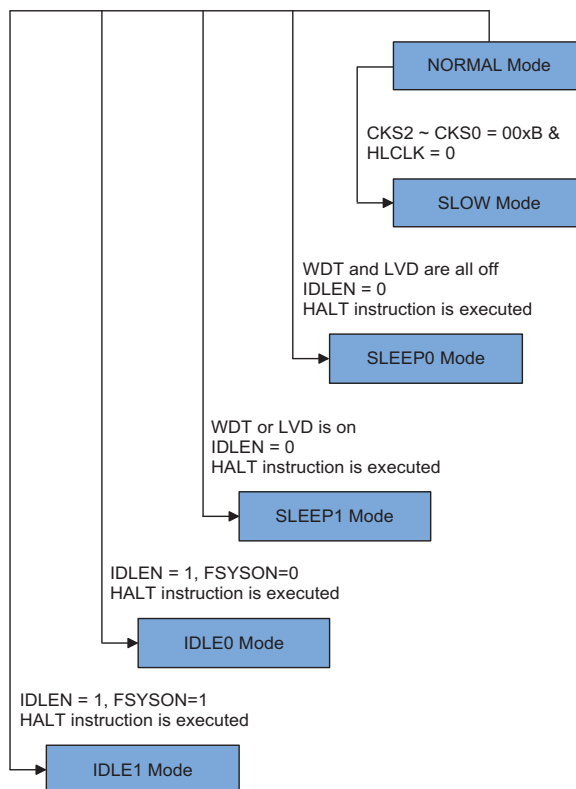 NORMAL Mode
CKS2 ~ CKS0 = 00xB &
HLCLK = 0
SLOW Mode
WDT and LVD are all off
IDLEN = 0
HALT instruction is executed
SLEEP0 Mode
WDT or LVD is on
IDLEN = 0
HALT instruction is executed
SLEEP1 Mode
IDLEN = 1, FSYSON=0
HALT instruction is executed
IDLE0 Mode
IDLEN = 1, FSYSON=1
HALT instruction is executed
IDLE1 Mode